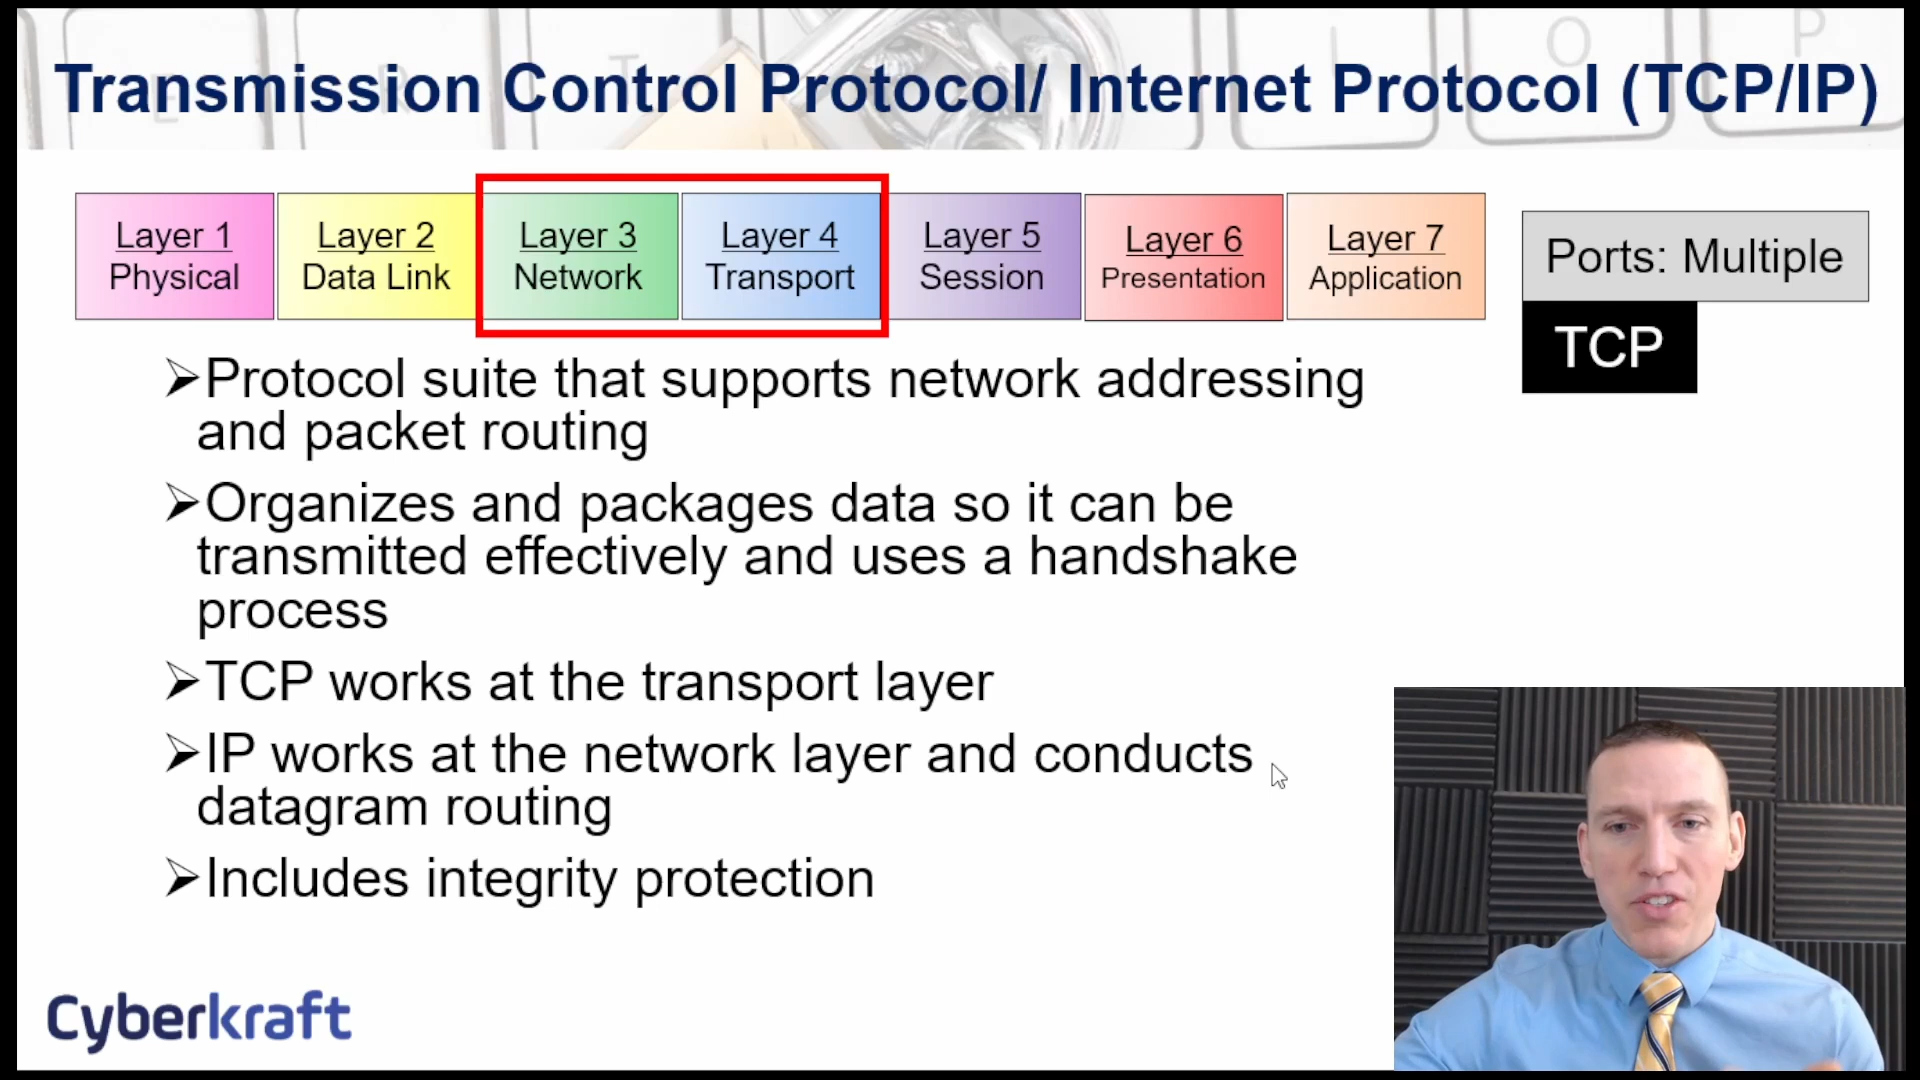 Transmission Control Protocol/ Internet Protocol (TCP/IP)
Layer 1
Physical
Layer 2
Data Link
Layer 3
Network
Layer 4
Transport
Layer 5
Session
Layer 6
Presentation
Layer 7
Application
Ports: Multiple
TCP
➢Protocol suite that supports network addressing
and packet routing
➢Organizes and packages data so it can be
transmitted effectively and uses a handshake
process
➢TCP works at the transport layer
➢IP works at the network layer and conducts
datagram routing
➢Includes integrity protection
Cyberkraft